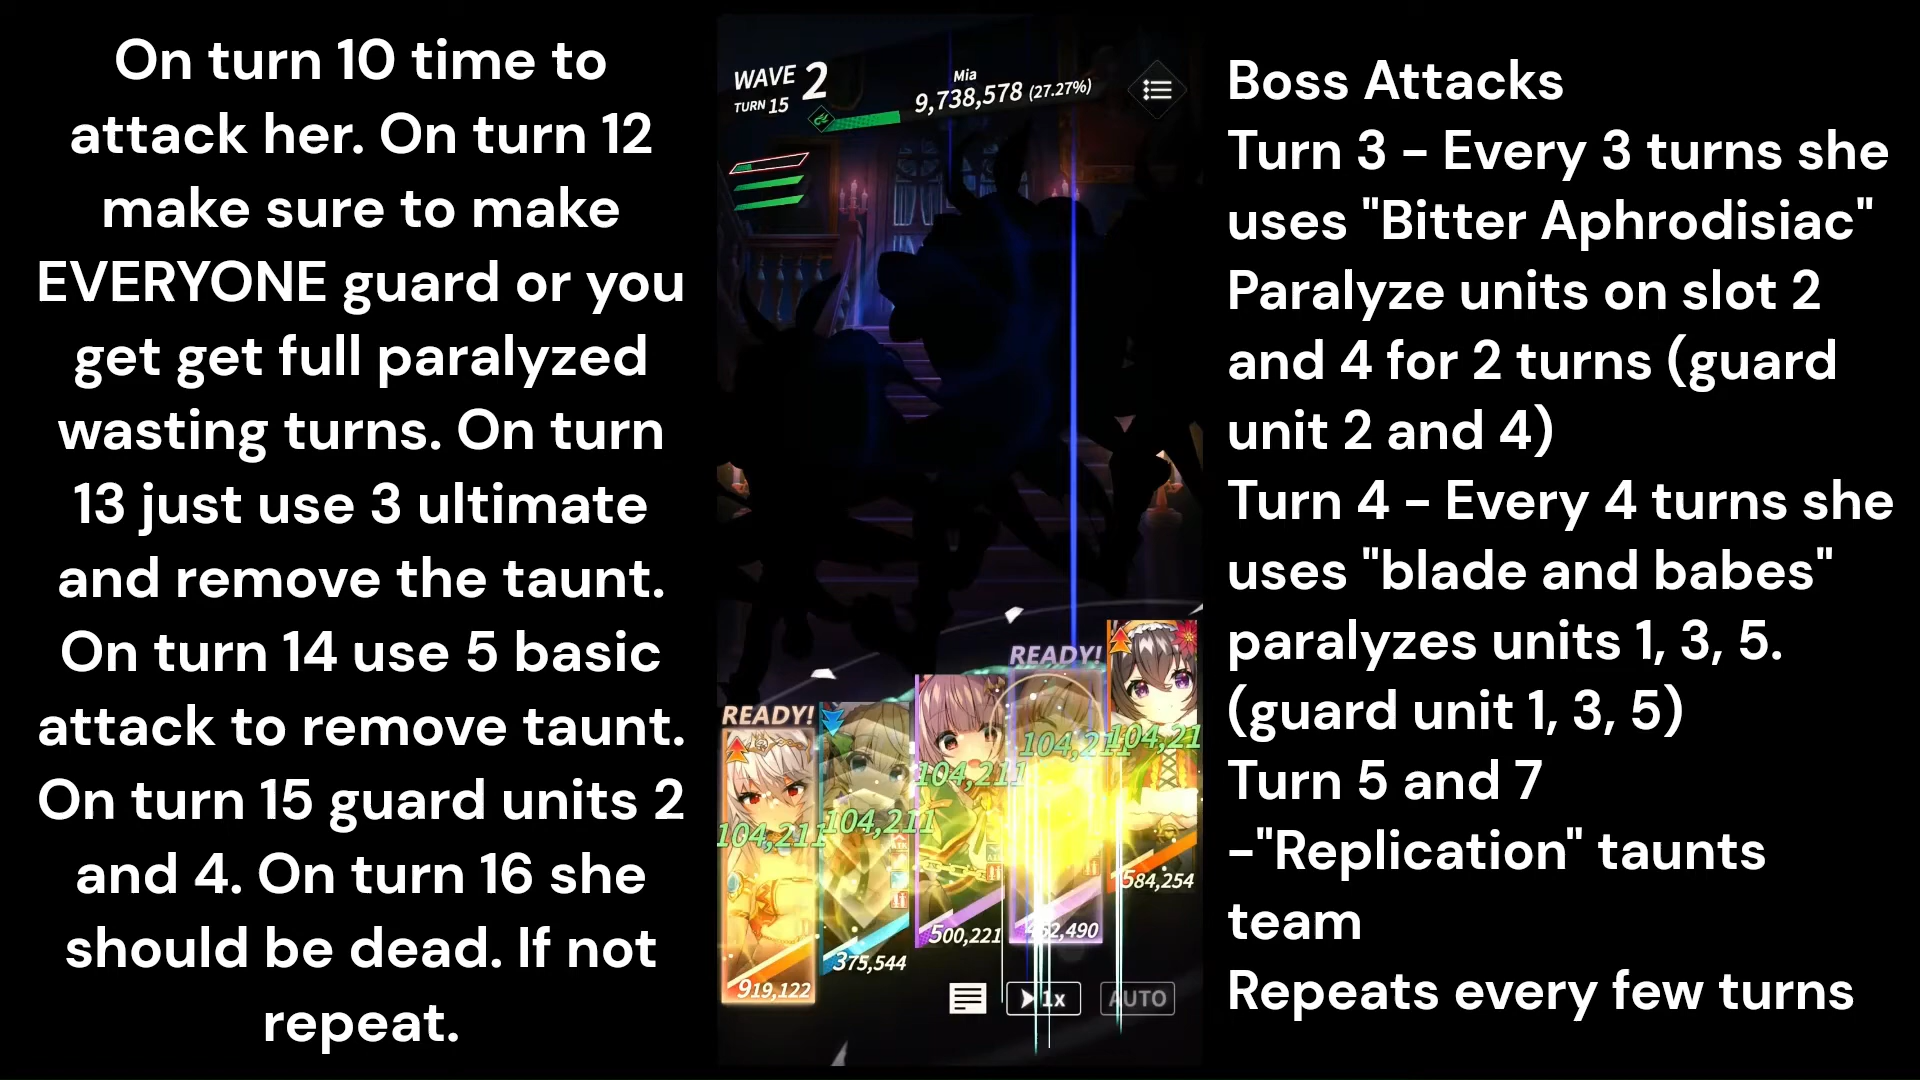 On turn 10 time to
attack her. On turn 12
make sure to make
EVERYONE guard or you
get get full paralyzed
wasting turns. On turn
13 just use 3 ultimate
and remove the taunt.
On turn 14 use 5 basic
attack to remove taunt.
On turn 15 guard units 2
and 4. On turn 16 she
should be dead. If not
repeat.
WAVE 2
TURN 15
Mia
9,738,578 (27.27%)
READY!
READY!
104,211
104,211
104,211
104,211
104,21
919,122
375,544
500,221
584,254
1x
AUTO
Boss Attacks
Turn 3 - Every 3 turns she
uses "Bitter Aphrodisiac"
Paralyze units on slot 2
and 4 for 2 turns (guard
unit 2 and 4)
Turn 4 - Every 4 turns she
uses "blade and babes"
paralyzes units 1, 3, 5.
(guard unit 1, 3, 5)
Turn 5 and 7
-"Replication" taunts
team
Repeats every few turns